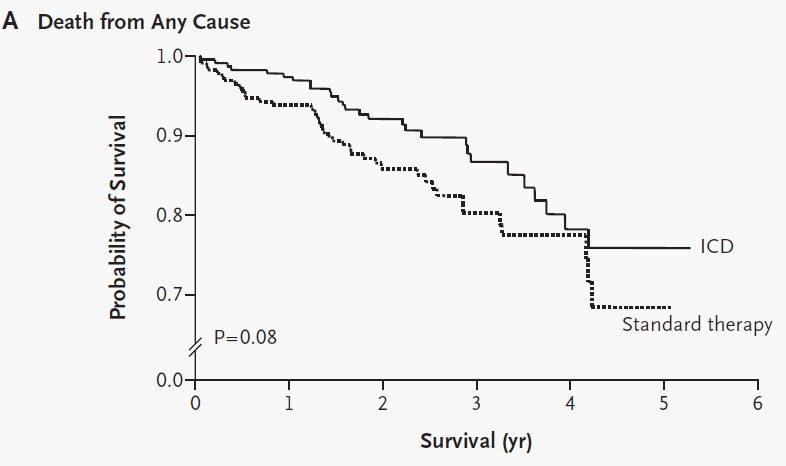 A Death from Any Cause
1.0
0.9
0.8
0.7
0.0
Probability of Survival
P=0.08
ICD
Standard therapy
0 1 2 3 4 5 6
Survival (yr)